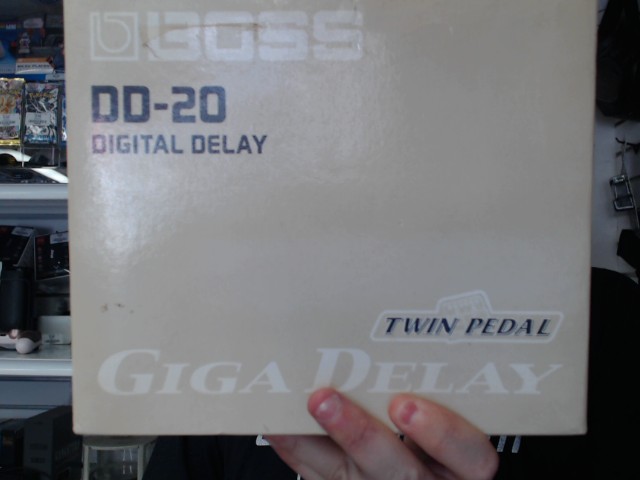 BOSS
DD-20
DIGITAL DELAY
TWIN PEDAL
GIGA DELAY